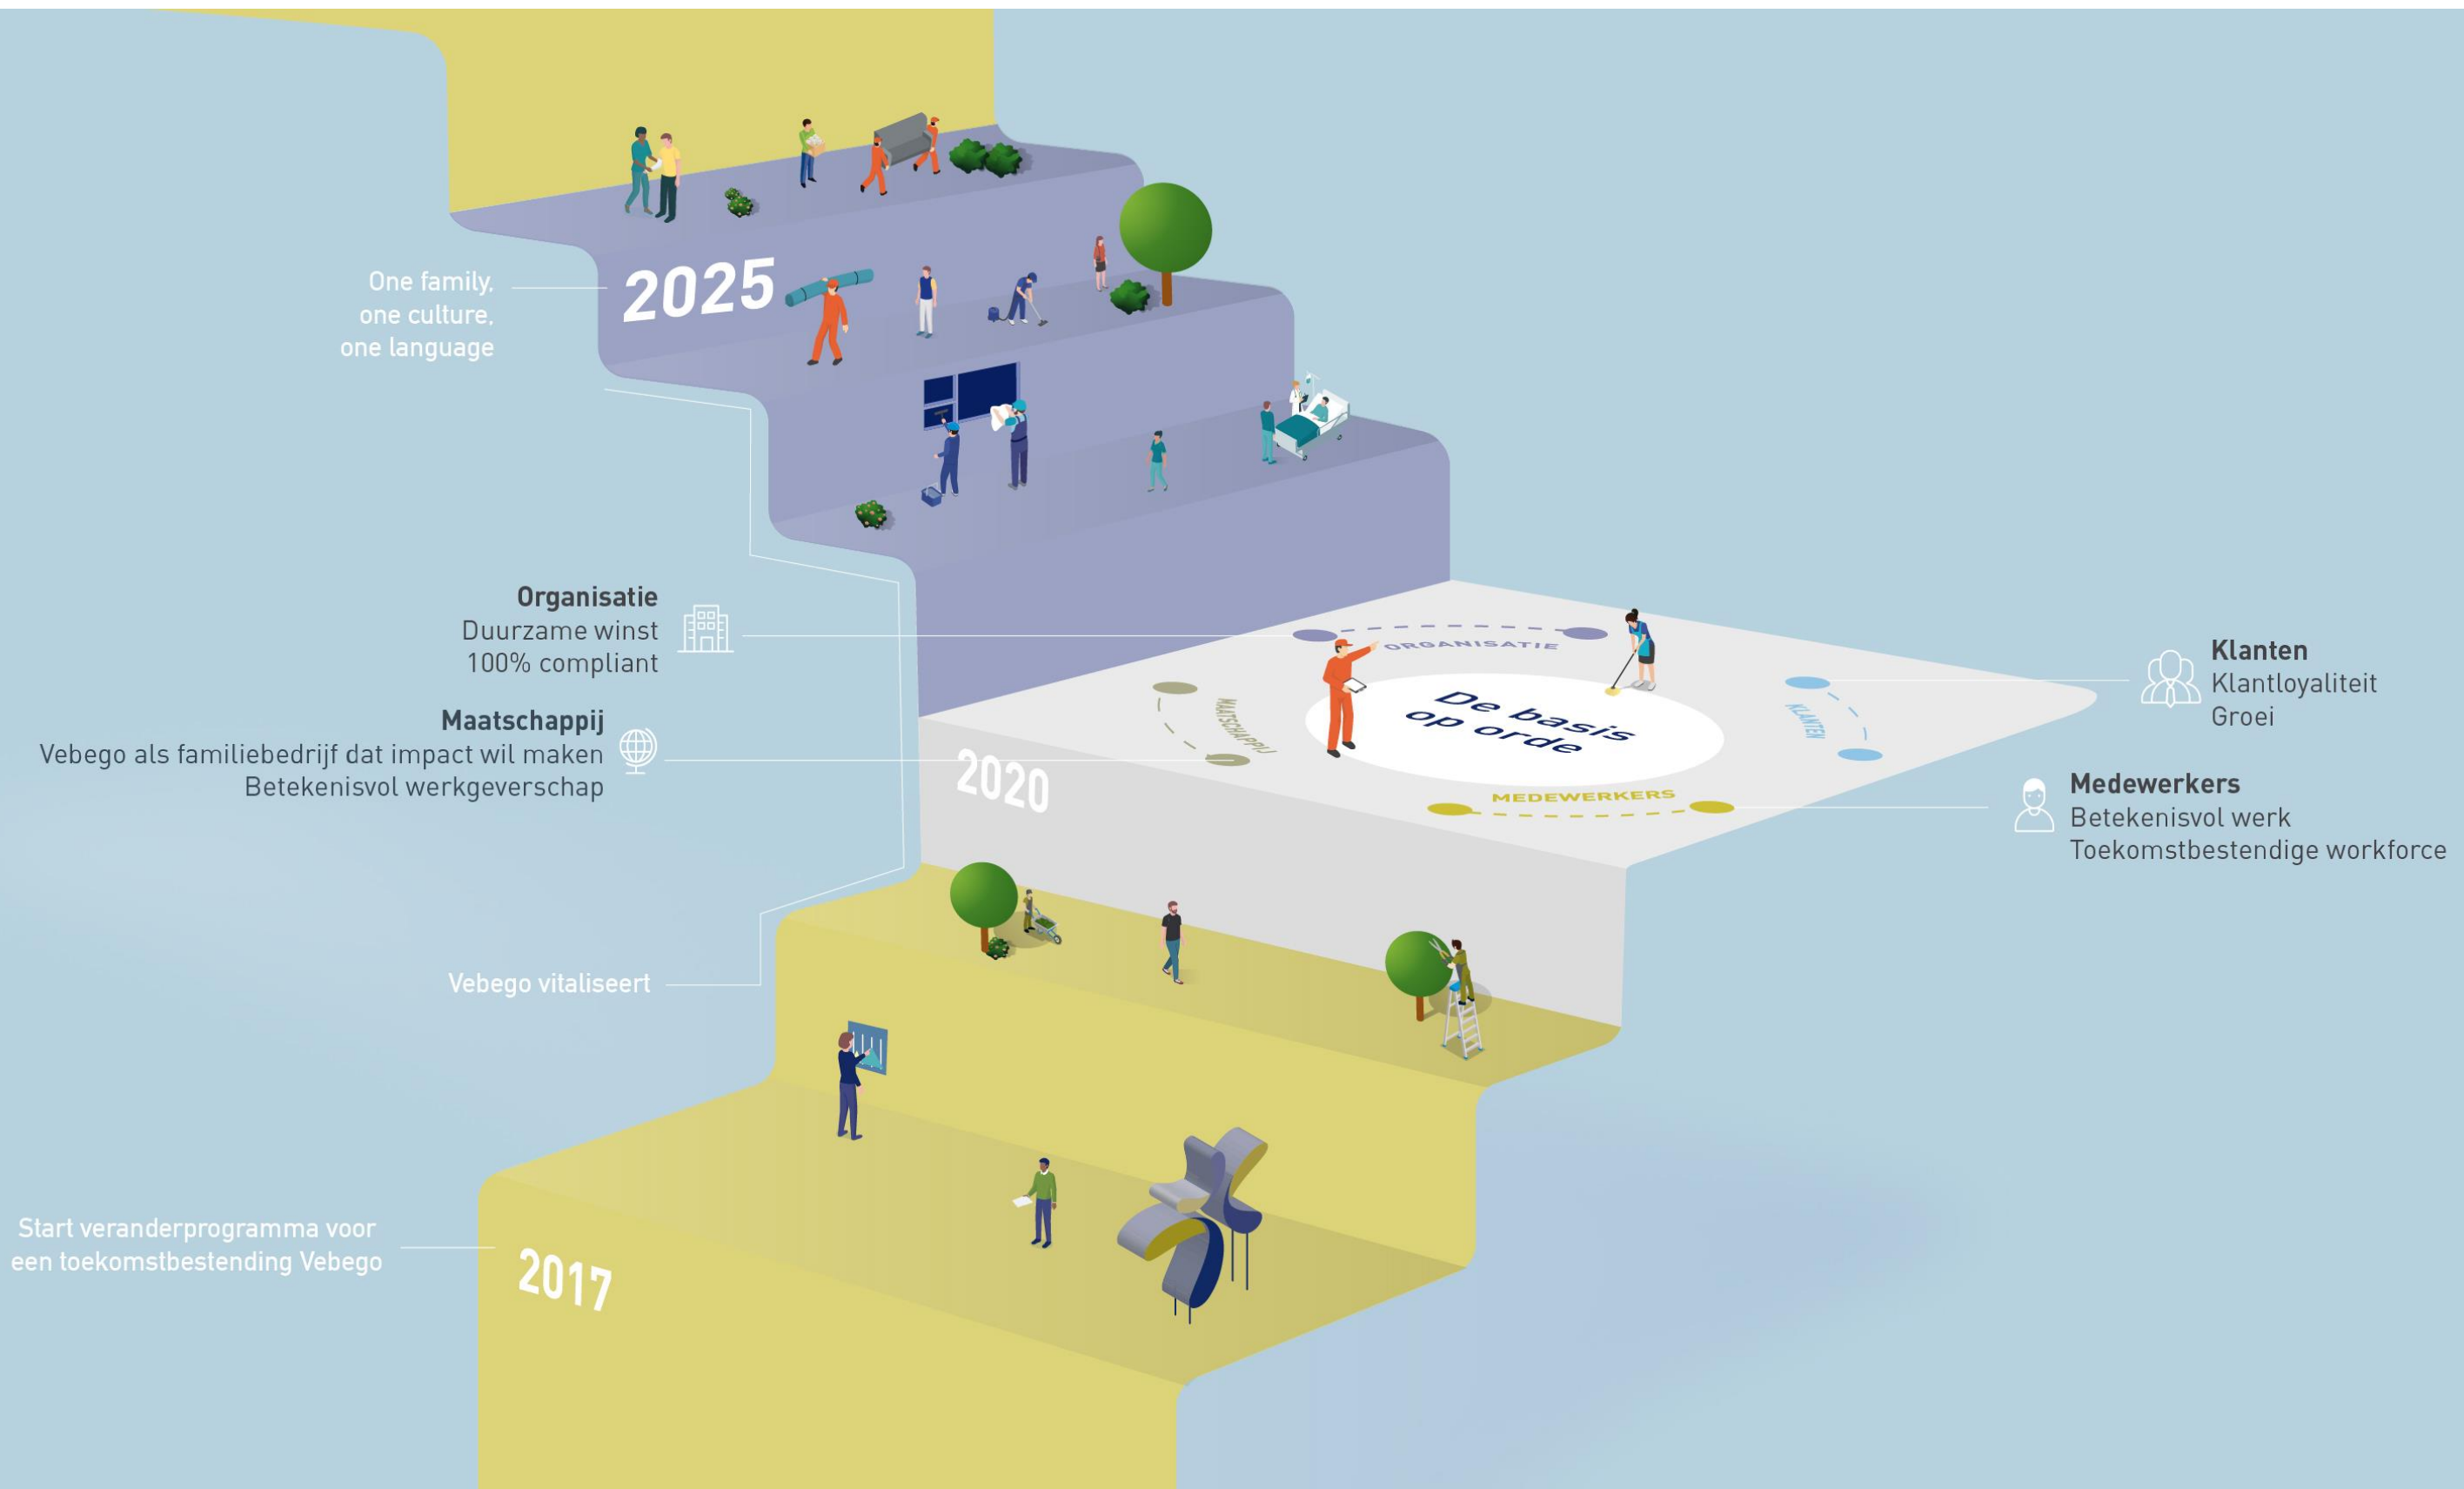 One family,
one culture,
one language
2025
Organisatie
Duurzame winst
100% compliant
Maatschappij
Vebego als familiebedrijf dat impact wil maken
Betekenisvol werkgeverschap
2020
ORGANISATIE
MAATSCHAPPIJ
De basis
op orde
KLANTEN
MEDEWERKERS
Klanten
Klantloyaliteit
Groei
Medewerkers
Betekenisvol werk
Toekomstbestendige workforce
Vebego vitaliseert
Start veranderprogramma voor
een toekomstbestending Vebego
2017